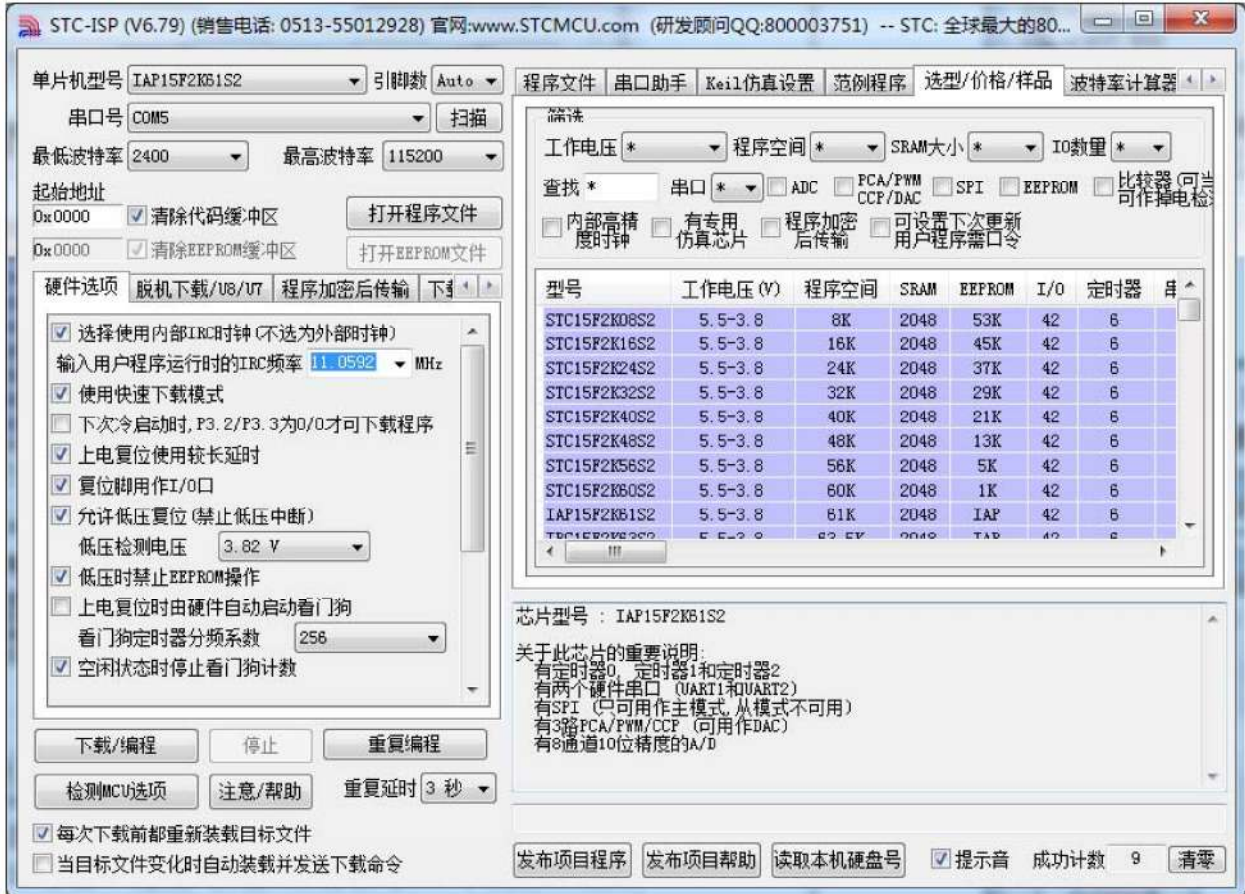 STC-ISP (V6.79) (销售电话: 0513-55012928) 官网:www.STCMCU.com (研发顾问QQ:800003751) -- STC: 全球最大的80...
单片机型号 IAP15F2K61S2 引脚数 Auto
串口号 COM5 扫描
最低波特率 2400 最高波特率 115200
起始地址
0x0000 清除代码缓冲区 打开程序文件
0x0000 清除EEPROM缓冲区 打开EEPROM文件
硬件选项 脱机下载/U8/U7 程序加密后传输
选择使用内部IRC时钟(不选为外部时钟)
输入用户程序运行时的IRC频率 11.0592 MHz
使用快速下载模式
下次冷启动时,P3.2/P3.3为0/0才可下载程序
上电复位使用较长延时
复位脚用作I/O口
允许低压复位(禁止低压中断)
低压检测电压 3.82 V
低压时禁止EEPROM操作
上电复位时由硬件自动启动看门狗
看门狗定时器分频系数 256
空闲状态时停止看门狗计数
下载/编程 停止 重复编程
检测MCU选项 注意/帮助 重复延时 3 秒
每次下载前都重新装载目标文件
当目标文件变化时自动装载并发送下载命令
程序文件 串口助手 Keil仿真设置 范例程序 选型/价格/样品 波特率计算器
筛选
工作电压 * 程序空间 * SRAM大小 * IO数量 *
查找 * 串口 * ADC PCA/PWM CCP/DAC SPI EEPROM 比较器(可当 可作掉电检
内部高精度时钟 有专用仿真芯片 程序加密后传输 可设置下次更新用户程序需口令
型号 工作电压(V) 程序空间 SRAM EEPROM I/O 定时器
STC15F2K08S2 5.5-3.8 8K 2048 53K 42 6
STC15F2K16S2 5.5-3.8 16K 2048 45K 42 6
STC15F2K24S2 5.5-3.8 24K 2048 37K 42 6
STC15F2K32S2 5.5-3.8 32K 2048 29K 42 6
STC15F2K40S2 5.5-3.8 40K 2048 21K 42 6
STC15F2K48S2 5.5-3.8 48K 2048 13K 42 6
STC15F2K56S2 5.5-3.8 56K 2048 5K 42 6
STC15F2K60S2 5.5-3.8 60K 2048 1K 42 6
IAP15F2K61S2 5.5-3.8 61K 2048 IAP 42 6
芯片型号 : IAP15F2K61S2
关于此芯片的重要说明:
有定时器0, 定时器1和定时器2
有两个硬件串口 (UART1和UART2)
有SPI (只可用作主模式,从模式不可用)
有3路PCA/PWM/CCP (可用作DAC)
有8通道10位精度的A/D
发布项目程序 发布项目帮助 读取本机硬盘号 提示音 成功计数 9 清零